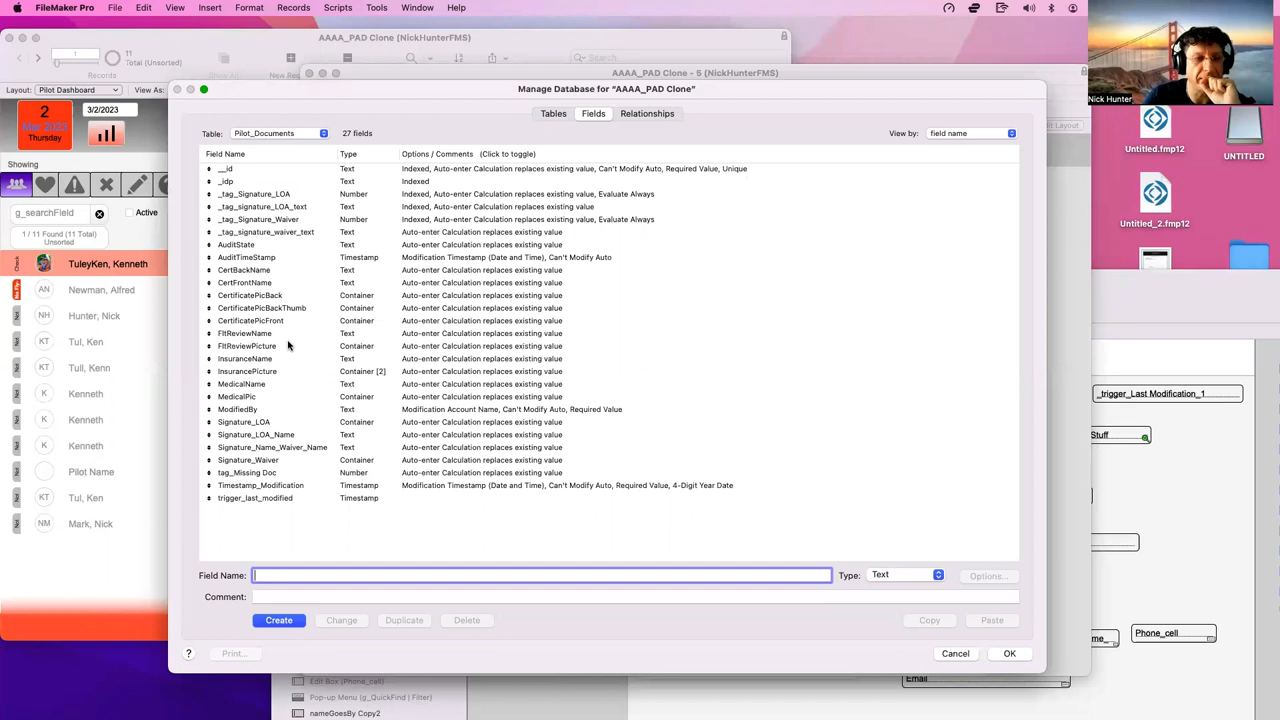 FileMaker Pro File Edit View Insert Format Records Scripts Tools Window Help
AAAA_PAD Clone (NickHunterFMS)
1
11
Total (Unsorted)
Records
Show All
Search
AAAA_PAD Clone - 5 (NickHunterFMS)
Layout: Pilot Dashboard View As:
2
Mar 2023
Thursday
3/2/2023
Showing
g_searchField
Active
1 / 11 Found (11 Total)
Unsorted
Check
TuleyKen, Kenneth
AN Newman, Alfred
NH Hunter, Nick
KT Tul, Ken
KT Tull, Kenn
K Kenneth
K Kenneth
K Kenneth
Pilot Name
KT Tul, Ken
NM Mark, Nick
Manage Database for “AAAA_PAD Clone”
Tables Fields Relationships
Table: Pilot_Documents 27 fields View by: field name
Field Name Type Options / Comments (Click to toggle)
__id Text Indexed, Auto-enter Calculation replaces existing value, Can't Modify Auto, Required Value, Unique
_idp Text Indexed
_tag_Signature_LOA Number Indexed, Auto-enter Calculation replaces existing value, Evaluate Always
_tag_signature_LOA_text Text Indexed, Auto-enter Calculation replaces existing value
_tag_Signature_Waiver Number Indexed, Auto-enter Calculation replaces existing value, Evaluate Always
_tag_signature_waiver_text Text Auto-enter Calculation replaces existing value
AuditState Text Auto-enter Calculation replaces existing value
AuditTimeStamp Timestamp Modification Timestamp (Date and Time), Can't Modify Auto
CertBackName Text Auto-enter Calculation replaces existing value
CertFrontName Text Auto-enter Calculation replaces existing value
CertificatePicBack Container Auto-enter Calculation replaces existing value
CertificatePicBackThumb Container Auto-enter Calculation replaces existing value
CertificatePicFront Container Auto-enter Calculation replaces existing value
FltReviewName Text Auto-enter Calculation replaces existing value
FltReviewPicture Container Auto-enter Calculation replaces existing value
InsuranceName Text Auto-enter Calculation replaces existing value
InsurancePicture Container [2] Auto-enter Calculation replaces existing value
MedicalName Text Auto-enter Calculation replaces existing value
MedicalPic Container Auto-enter Calculation replaces existing value
ModifiedBy Text Modification Account Name, Can't Modify Auto, Required Value
Signature_LOA Container Auto-enter Calculation replaces existing value
Signature_LOA_Name Text Auto-enter Calculation replaces existing value
Signature_Name_Waiver_Name Text Auto-enter Calculation replaces existing value
Signature_Waiver Container Auto-enter Calculation replaces existing value
tag_Missing Doc Number Auto-enter Calculation replaces existing value
Timestamp_Modification Timestamp Modification Timestamp (Date and Time), Can't Modify Auto, Required Value, 4-Digit Year Date
trigger_last_modified Timestamp
Field Name: Type: Text Options...
Comment:
Create Change Duplicate Delete Copy Paste
? Print... Cancel OK
Edit Box (Phone_cell)
Pop-up Menu (g_QuickFind | Filter)
nameGoesBy Copy2
Nick Hunter
Untitled.fmp12
UNTITLED
Untitled_2.fmp12
it Layout
_trigger_Last Modification_1
Stuff
me_
Phone_cell
Email